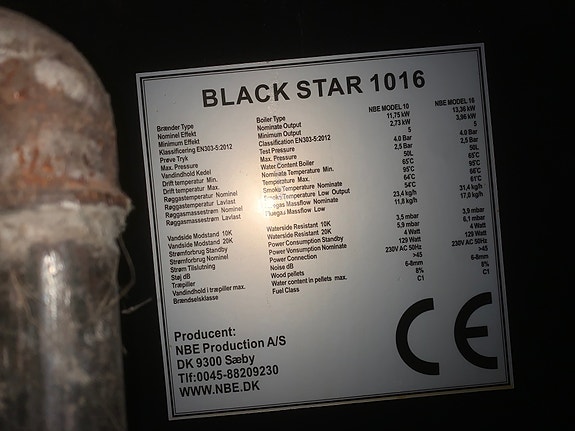 BLACK STAR 1016
Brænder Type Boiler Type NBE MODEL 10 NBE MODEL 16
Nominel Effekt Nominate Output 11,75 kW 13,36 kW
Minimum Effekt Minimum Output 2,73 kW 3,96 kW
Classificering EN303-5:2012 Classification EN303-5:2012 5 5
Prøve Tryk Test Pressure 4.0 Bar 4.0 Bar
Max. Pressure Max. Pressure 2,5 Bar 2,5 Bar
Vandindhold Kedel Water Content Boiler 50L 50L
Drift temperatur Min. Nominate Temperature Min. 65°C 65°C
Drift temperatur Max. Temperature Max. 95°C 95°C
Røggastemperatur Nominel Smoke Temperature Nominate 64°C
Røggastemperatur Lavlast Smoke Temperature Low Output 54°C 61°C
Røggasmassestrøm Nominel Fluegas Massflow Nominate 23,4 kg/h 31,4 kg/h
Røggasmassestrøm Lavlast Fluegas Massflow Low 11,8 kg/h 17,0 kg/h
Vandside Modstand 10K Waterside Resistant 10K 3,5 mbar 3,9 mbar
Vandside Modstand 20K Waterside Resistant 20K 5,9 mbar 6,1 mbar
Strømforbrug Standby Power Consumption Standby 4 Watt 4 Watt
Strømforbrug Nominel Power Vonsumption Nominate 129 Watt 129 Watt
Strøm Tilslutning Power Connection 230V AC 50Hz 230V AC 50Hz
Støj dB Noise dB >45 >45
Træpiller Wood pellets 6-8mm 6-8mm
Vandindhold i træpiller max. Water content in pellets max. 8% 8%
Brændselsklasse Fuel Class C1 C1
Producent:
NBE Production A/S
DK 9300 Sæby
Tlf:0045-88209230
WWW.NBE.DK
CE